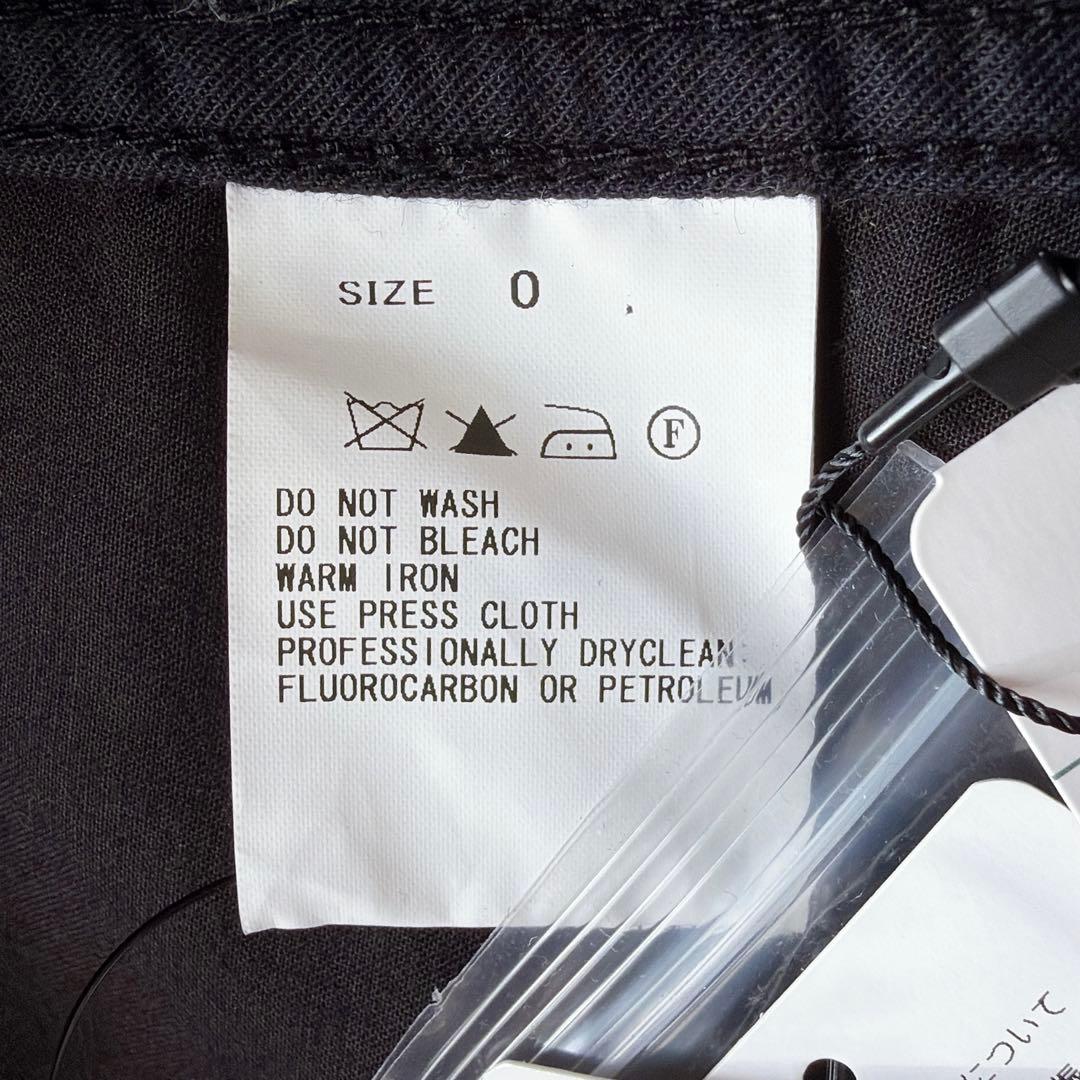 SIZE 0
F
DO NOT WASH
DO NOT BLEACH
WARM IRON
USE PRESS CLOTH
PROFESSIONALLY DRYCLEAN:
FLUOROCARBON OR PETROLEUM